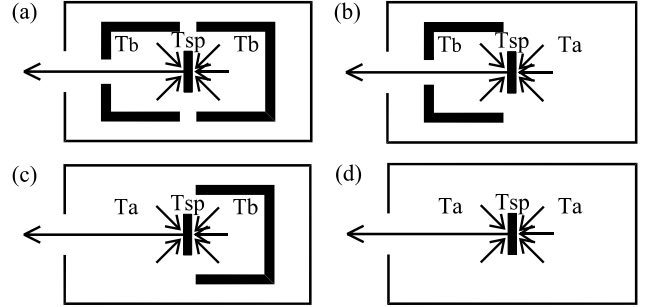 (a)
Tb Tsp Tb
(b)
Tb Tsp Ta
(c)
Ta Tsp Tb
(d)
Ta Tsp Ta